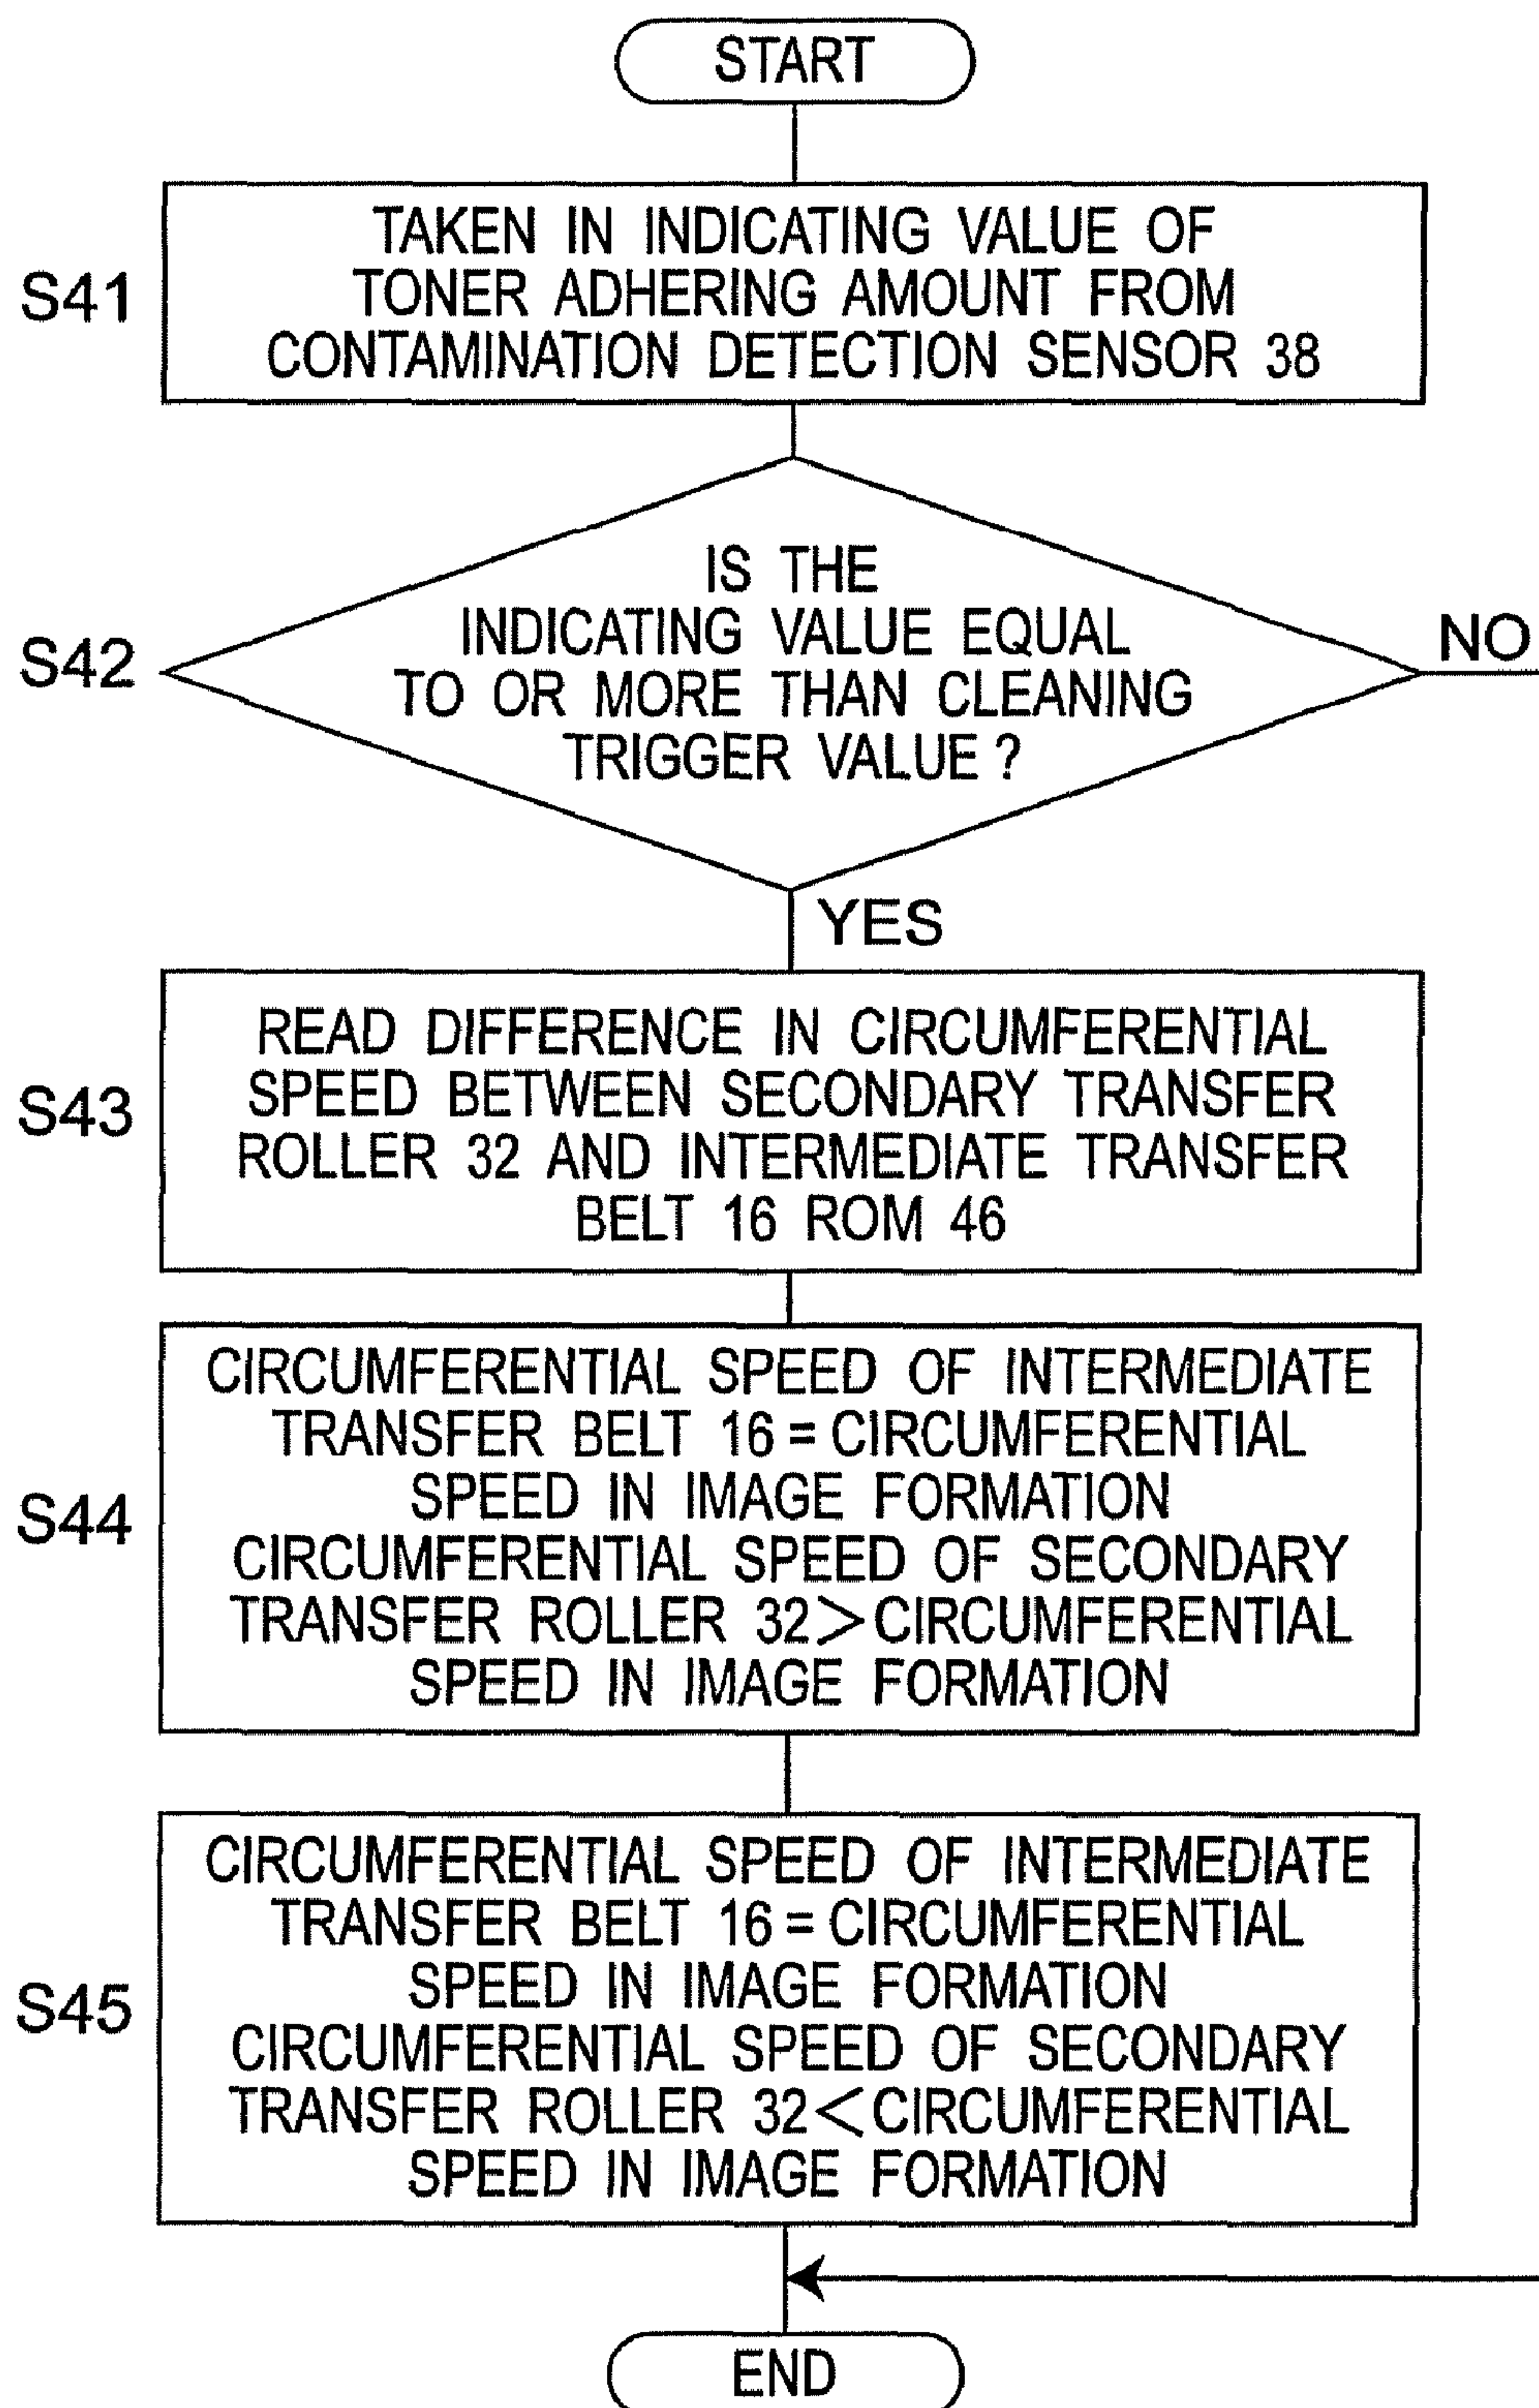 START
S41
TAKEN IN INDICATING VALUE OF
TONER ADHERING AMOUNT FROM
CONTAMINATION DETECTION SENSOR 38
S42
IS THE
INDICATING VALUE EQUAL
TO OR MORE THAN CLEANING
TRIGGER VALUE ?
NO
YES
S43
READ DIFFERENCE IN CIRCUMFERENTIAL
SPEED BETWEEN SECONDARY TRANSFER
ROLLER 32 AND INTERMEDIATE TRANSFER
BELT 16 ROM 46
S44
CIRCUMFERENTIAL SPEED OF INTERMEDIATE
TRANSFER BELT 16 = CIRCUMFERENTIAL
SPEED IN IMAGE FORMATION
CIRCUMFERENTIAL SPEED OF SECONDARY
TRANSFER ROLLER 32 > CIRCUMFERENTIAL
SPEED IN IMAGE FORMATION
S45
CIRCUMFERENTIAL SPEED OF INTERMEDIATE
TRANSFER BELT 16 = CIRCUMFERENTIAL
SPEED IN IMAGE FORMATION
CIRCUMFERENTIAL SPEED OF SECONDARY
TRANSFER ROLLER 32 < CIRCUMFERENTIAL
SPEED IN IMAGE FORMATION
END